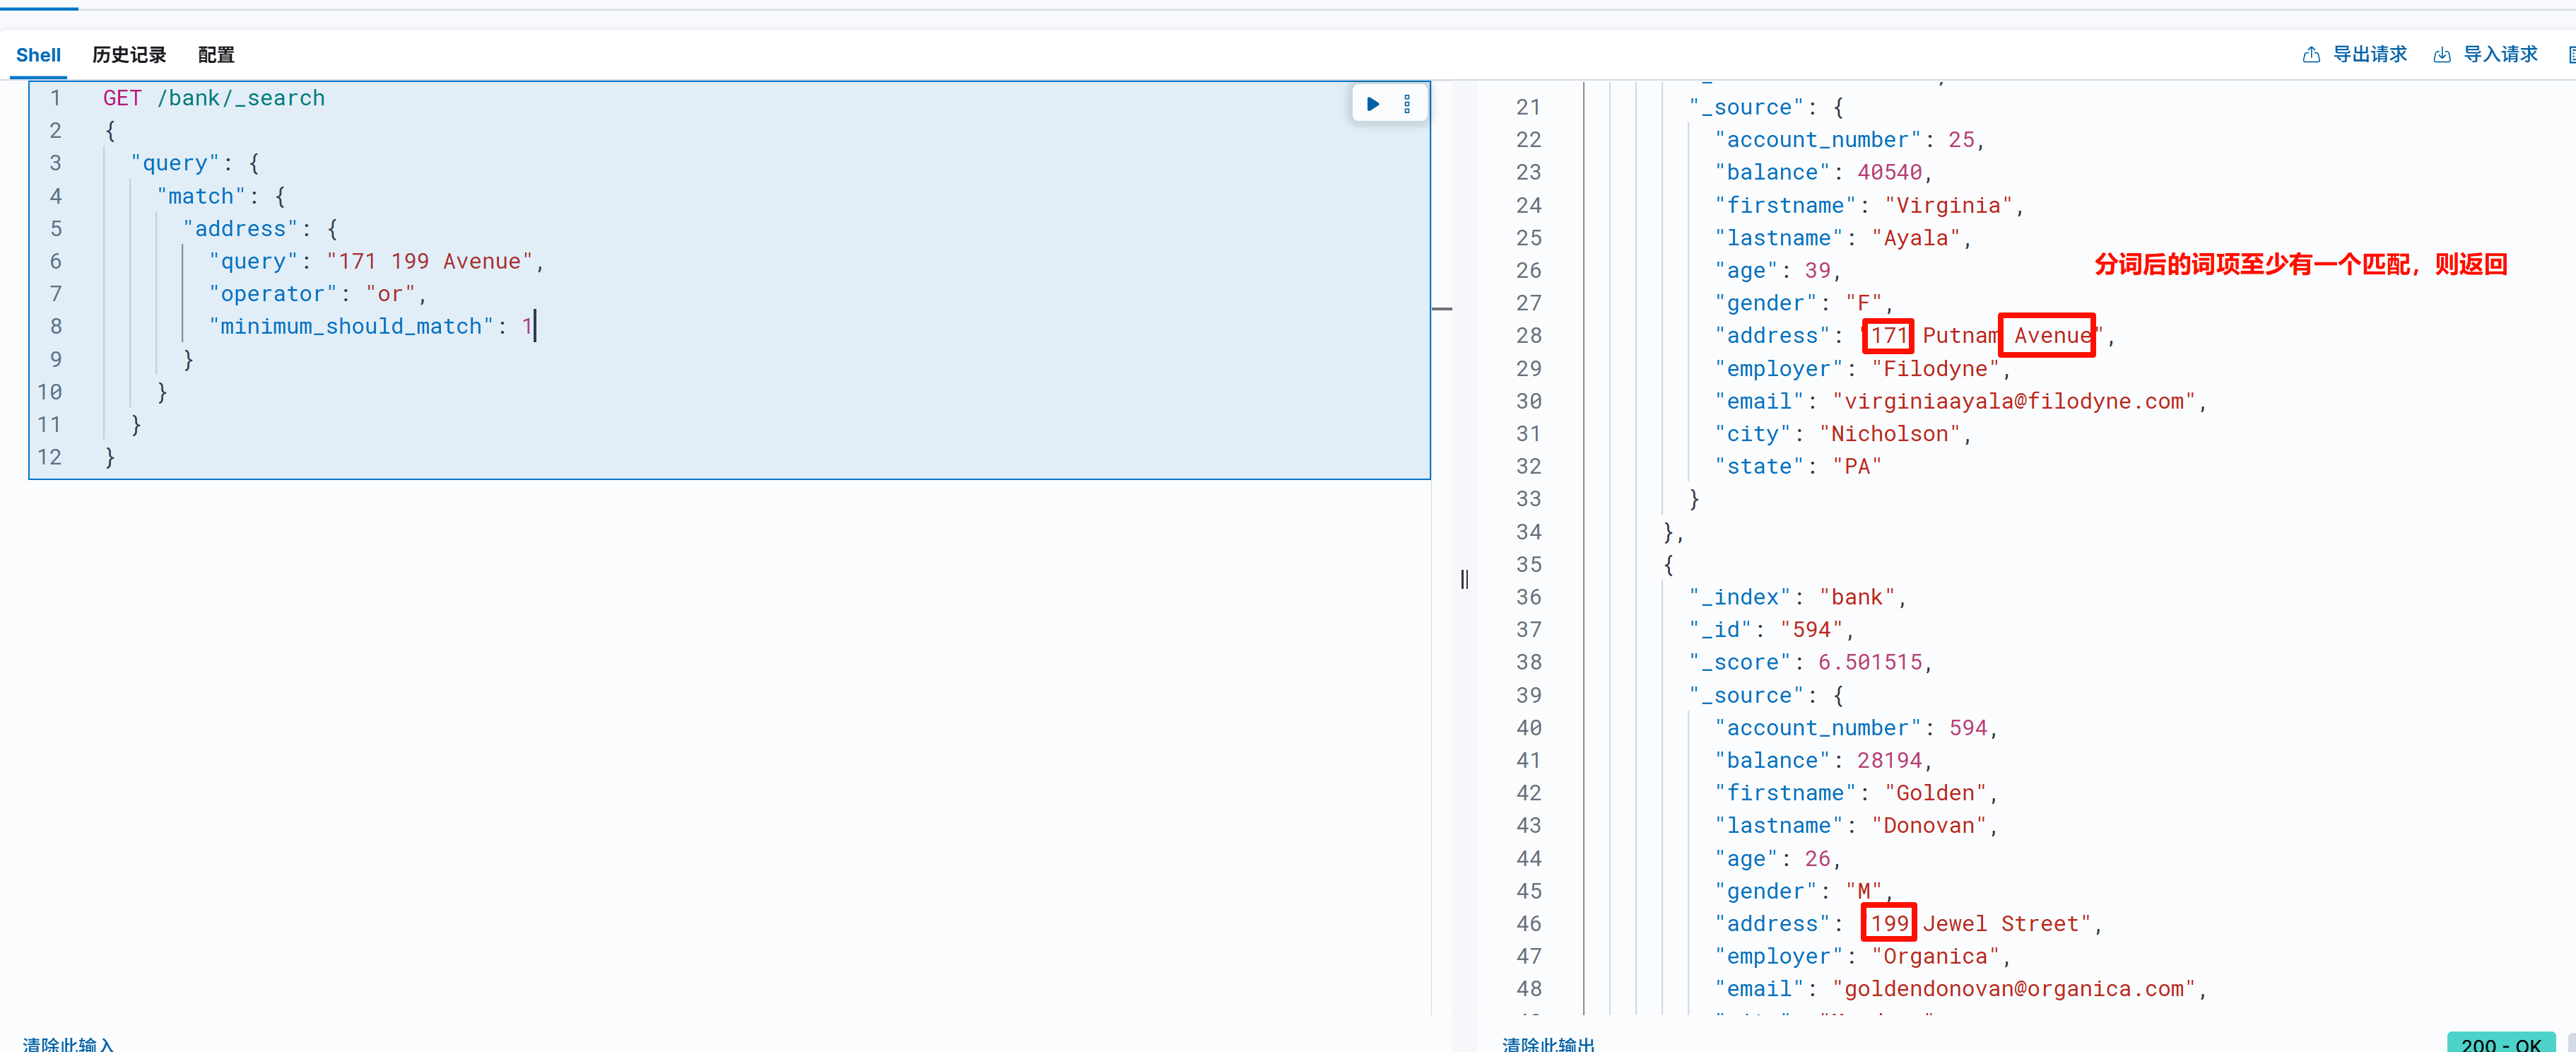 Shell 历史记录 配置
导出请求 导入请求
1 GET /bank/_search
2 {
3 "query": {
4 "match": {
5 "address": {
6 "query": "171 199 Avenue",
7 "operator": "or",
8 "minimum_should_match": 1
9 }
10 }
11 }
12 }
清除此输入
21 "_source": {
22 "account_number": 25,
23 "balance": 40540,
24 "firstname": "Virginia",
25 "lastname": "Ayala",
分词后的词项至少有一个匹配，则返回
26 "age": 39,
27 "gender": "F",
28 "address": "171 Putnam Avenue",
29 "employer": "Filodyne",
30 "email": "virginiaayala@filodyne.com",
31 "city": "Nicholson",
32 "state": "PA"
33 }
34 },
35 {
36 "_index": "bank",
37 "_id": "594",
38 "_score": 6.501515,
39 "_source": {
40 "account_number": 594,
41 "balance": 28194,
42 "firstname": "Golden",
43 "lastname": "Donovan",
44 "age": 26,
45 "gender": "M",
46 "address": "199 Jewel Street",
47 "employer": "Organica",
48 "email": "goldendonovan@organica.com",
清除此输出
200 - OK